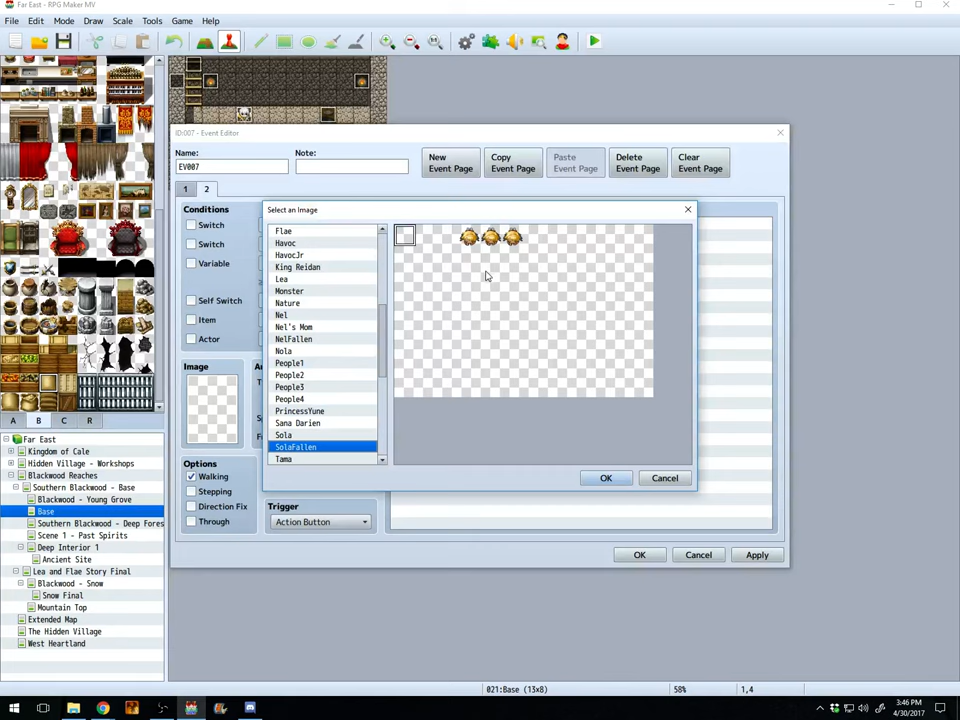 Far East - RPG Maker MV
File Edit Mode Draw Scale Tools Game Help
ID:007 - Event Editor
Name:
Note:
EV007
New Event Page
Copy Event Page
Paste Event Page
Delete Event Page
Clear Event Page
1 2
Conditions
Switch
Switch
Variable
Self Switch
Item
Actor
Image
Options
Walking
Stepping
Direction Fix
Through
Trigger
Action Button
OK Cancel Apply
Select an Image
Flae
Havoc
HavocJr
King Reidan
Lea
Monster
Nature
Nel
Nel's Mom
NelFallen
Nola
People1
People2
People3
People4
PrincessYune
Sana Darien
Sola
SolaFallen
Tama
OK Cancel
A B C R
Far East
Kingdom of Cale
Hidden Village - Workshops
Blackwood Reaches
Southern Blackwood - Base
Blackwood - Young Grove
Base
Southern Blackwood - Deep Fores
Scene 1 - Past Spirits
Deep Interior 1
Ancient Site
Lea and Flae Story Final
Blackwood - Snow
Snow Final
Mountain Top
Extended Map
The Hidden Village
West Heartland
021:Base (13x8) 58% 1,4
3:46 PM
4/30/2017